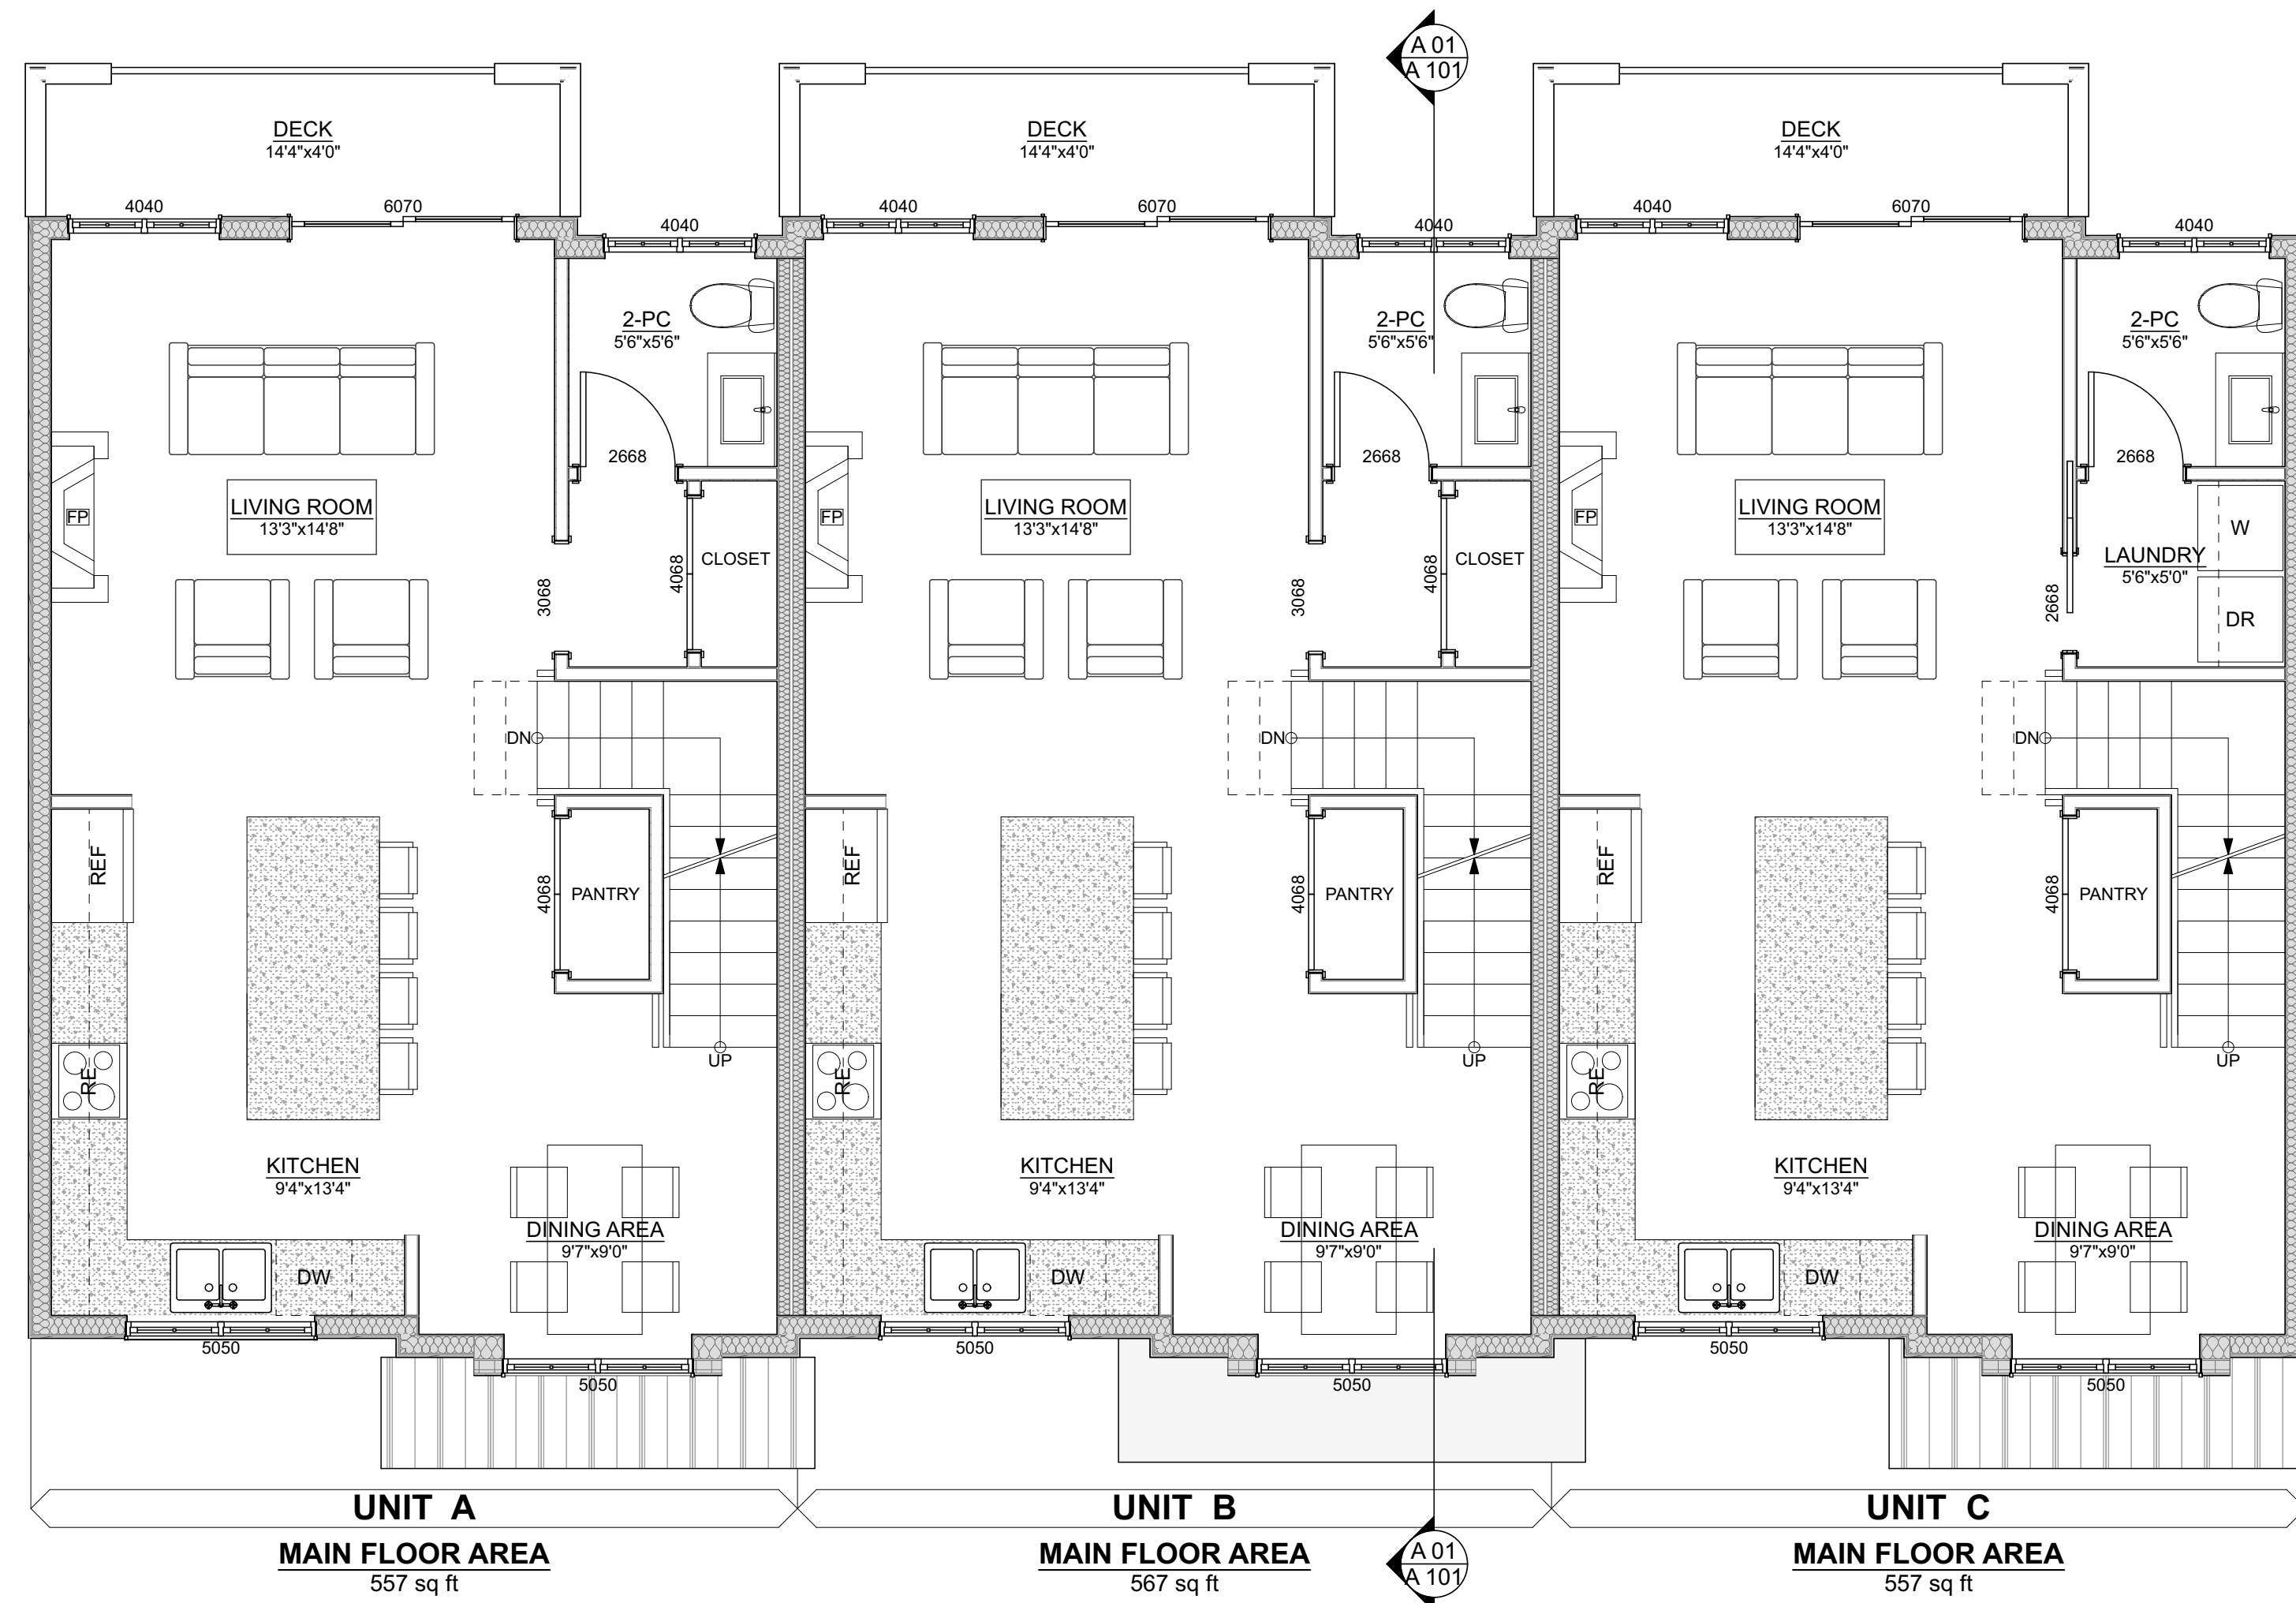 A 01
A 101
DECK
14'4"x4'0"
DECK
14'4"x4'0"
DECK
14'4"x4'0"
4040
6070
4040
4040
6070
4040
4040
6070
4040
2-PC
5'6"x5'6"
2-PC
5'6"x5'6"
2-PC
5'6"x5'6"
2668
2668
2668
FP
LIVING ROOM
13'3"x14'8"
FP
LIVING ROOM
13'3"x14'8"
FP
LIVING ROOM
13'3"x14'8"
3068
4068
CLOSET
3068
4068
CLOSET
2668
LAUNDRY
5'6"x5'0"
W
DR
DN
DN
DN
REF
4068
PANTRY
REF
4068
PANTRY
REF
4068
PANTRY
RE
UP
RE
UP
RE
UP
KITCHEN
9'4"x13'4"
KITCHEN
9'4"x13'4"
KITCHEN
9'4"x13'4"
DINING AREA
9'7"x9'0"
DINING AREA
9'7"x9'0"
DINING AREA
9'7"x9'0"
DW
DW
DW
5050
5050
5050
5050
5050
5050
UNIT A
UNIT B
UNIT C
MAIN FLOOR AREA
557 sq ft
MAIN FLOOR AREA
567 sq ft
A 01
A 101
MAIN FLOOR AREA
557 sq ft